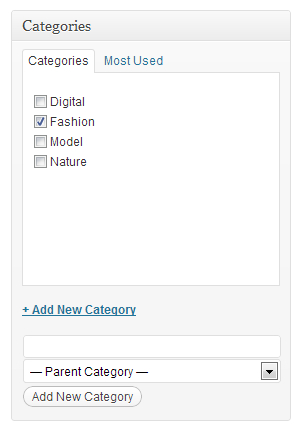 Categories
Categories Most Used
Digital
Fashion
Model
Nature
+ Add New Category
— Parent Category —
Add New Category